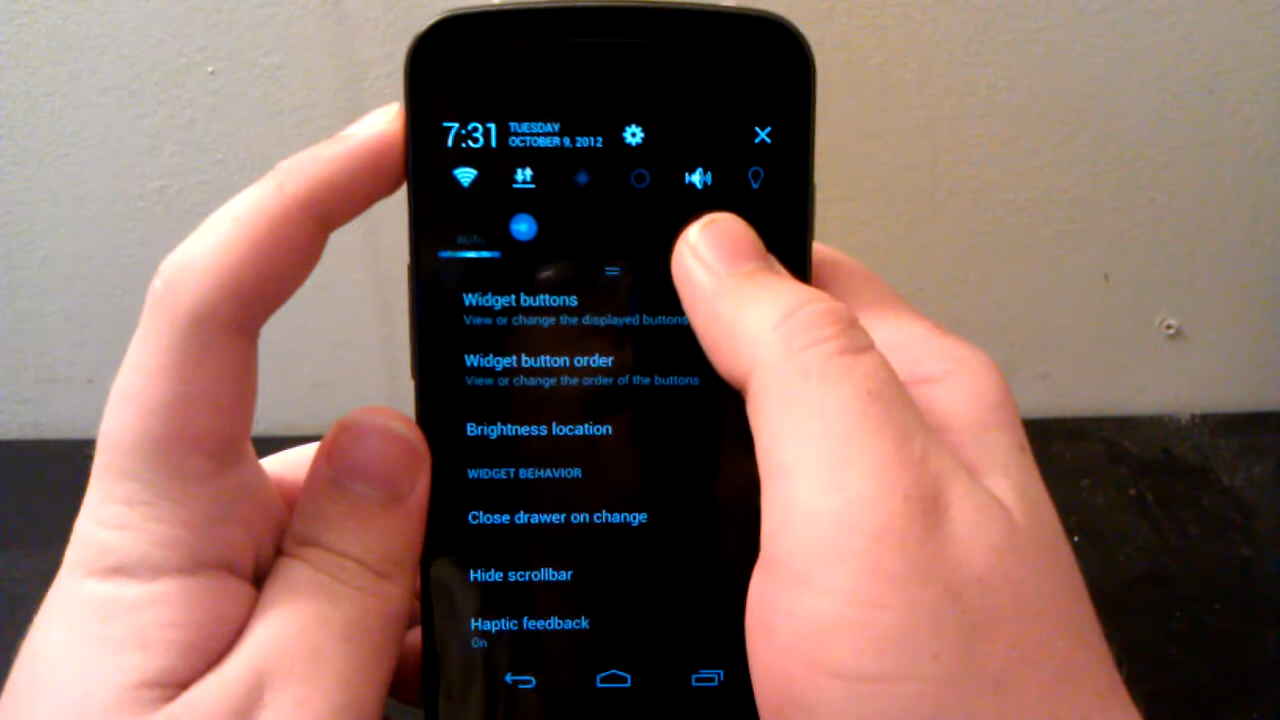 7:31
TUESDAY
OCTOBER 9, 2012
AUTO
Widget buttons
View or change the displayed buttons
Widget button order
View or change the order of the buttons
Brightness location
WIDGET BEHAVIOR
Close drawer on change
Hide scrollbar
Haptic feedback
On